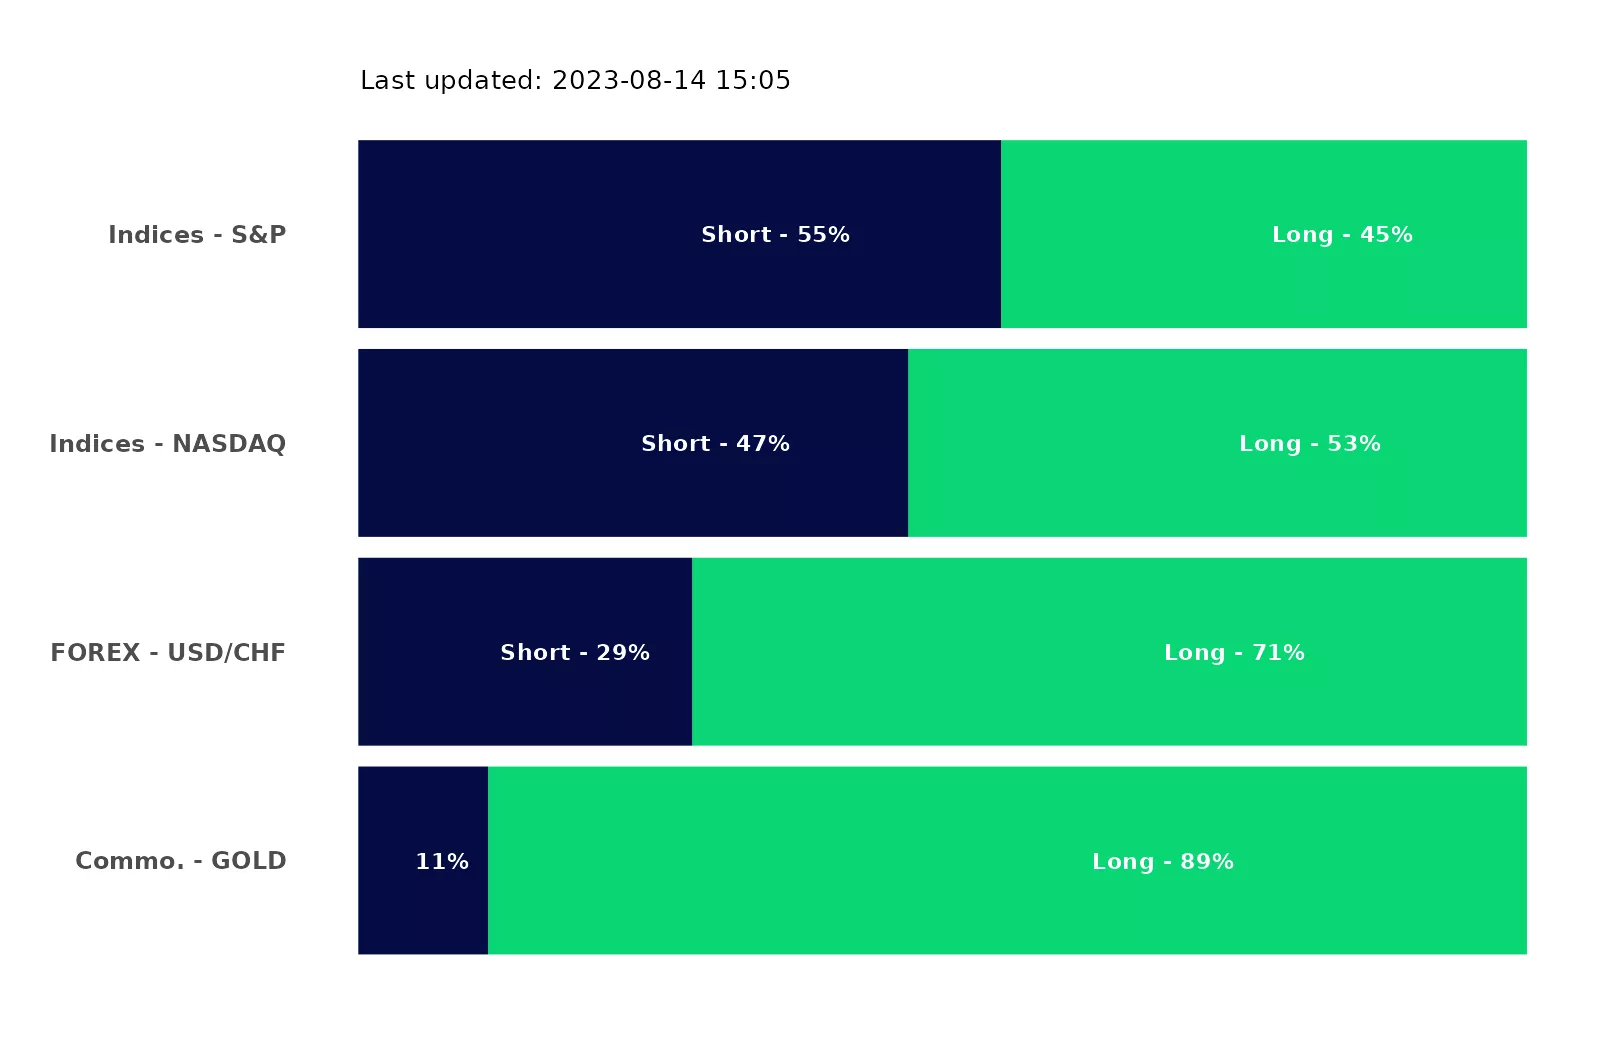 Last updated: 2023-08-14 15:05
Indices - S&P
Short - 55%
Long - 45%
Indices - NASDAQ
Short - 47%
Long - 53%
FOREX - USD/CHF
Short - 29%
Long - 71%
Commo. - GOLD
11%
Long - 89%